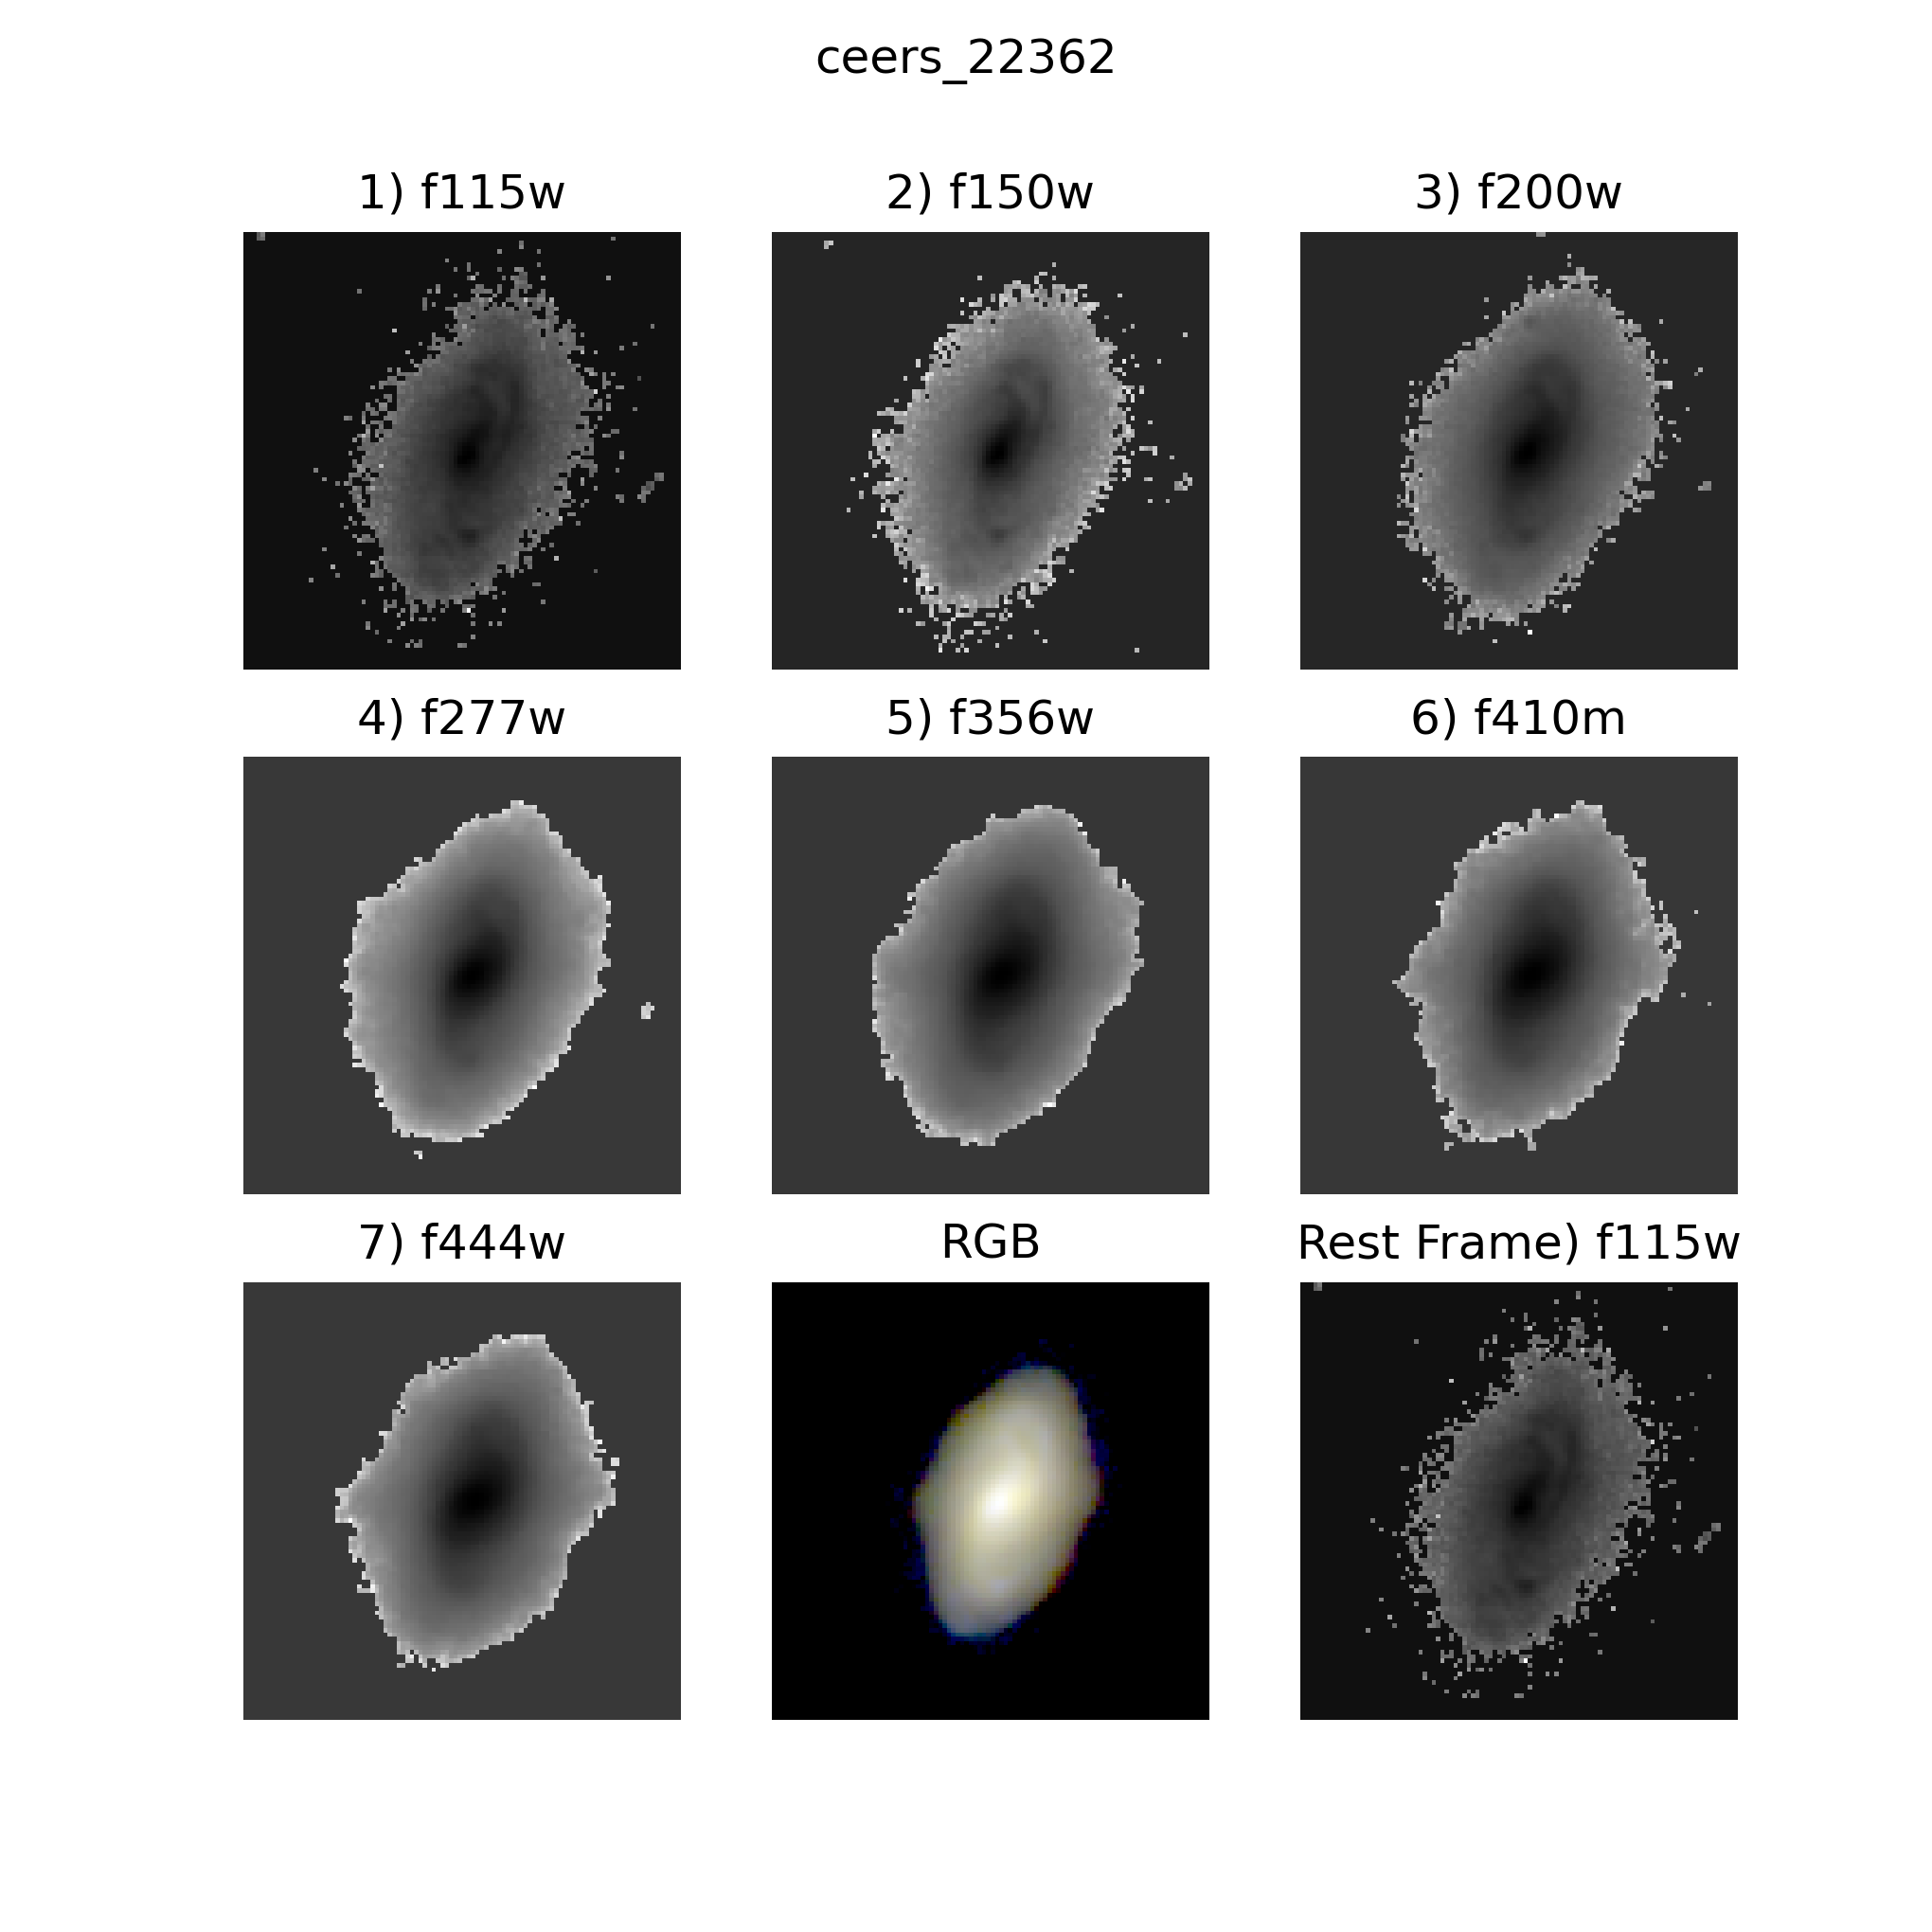 ceers_22362
1) f115w
2) f150w
3) f200w
4) f277w
5) f356w
6) f410m
7) f444w
RGB
Rest Frame) f115w